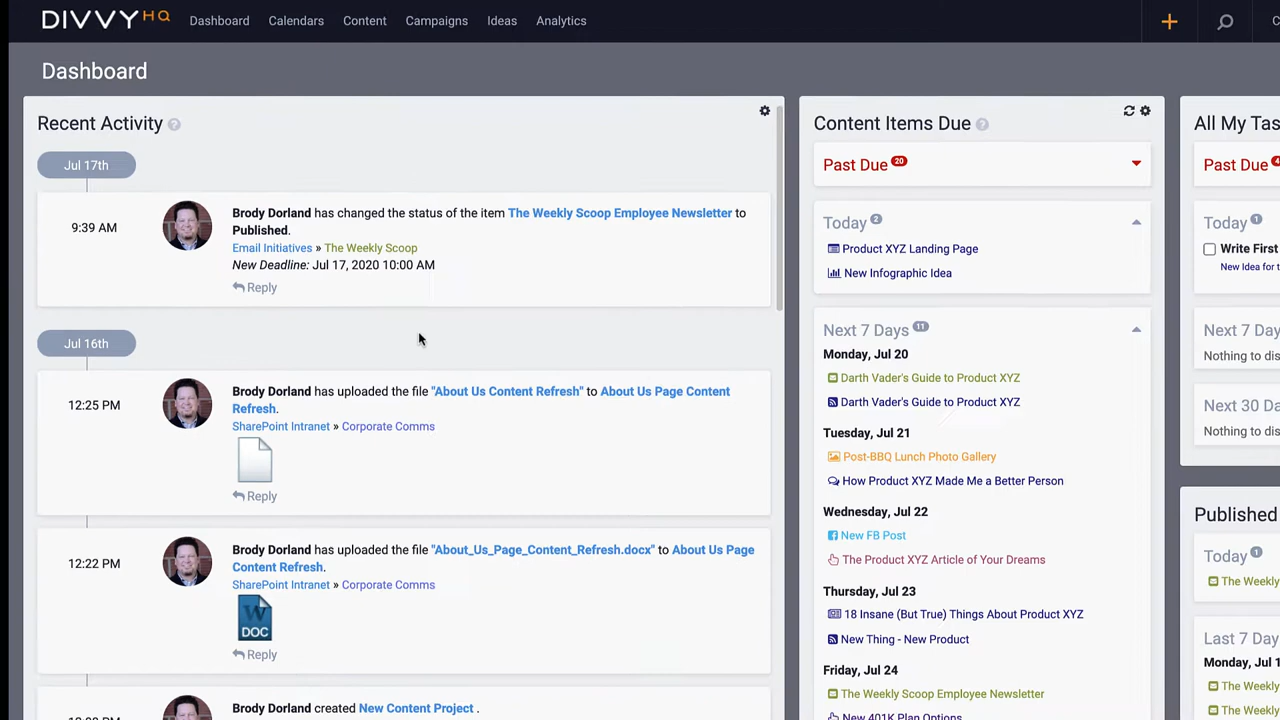 DIVVYHQ Dashboard Calendars Content Campaigns Ideas Analytics
Dashboard
Recent Activity
Jul 17th
9:39 AM
Brody Dorland has changed the status of the item The Weekly Scoop Employee Newsletter to
Published.
Email Initiatives » The Weekly Scoop
New Deadline: Jul 17, 2020 10:00 AM
Reply
Jul 16th
12:25 PM
Brody Dorland has uploaded the file "About Us Content Refresh" to About Us Page Content
Refresh.
SharePoint Intranet » Corporate Comms
Reply
12:22 PM
Brody Dorland has uploaded the file "About_Us_Page_Content_Refresh.docx" to About Us Page
Content Refresh.
SharePoint Intranet » Corporate Comms
W
DOC
Reply
Brody Dorland created New Content Project .
Content Items Due
Past Due 20
Today 2
Product XYZ Landing Page
New Infographic Idea
Next 7 Days 11
Monday, Jul 20
Darth Vader's Guide to Product XYZ
Darth Vader's Guide to Product XYZ
Tuesday, Jul 21
Post-BBQ Lunch Photo Gallery
How Product XYZ Made Me a Better Person
Wednesday, Jul 22
New FB Post
The Product XYZ Article of Your Dreams
Thursday, Jul 23
18 Insane (But True) Things About Product XYZ
New Thing - New Product
Friday, Jul 24
The Weekly Scoop Employee Newsletter
New 401K Plan Options
All My Tas
Past Due 4
Today 1
Write First
New Idea for t
Next 7 Da
Nothing to dis
Next 30 D
Nothing to dis
Published
Today 1
The Weekly
Last 7 Day
Monday, Jul 1
The Weekly
The Weekly